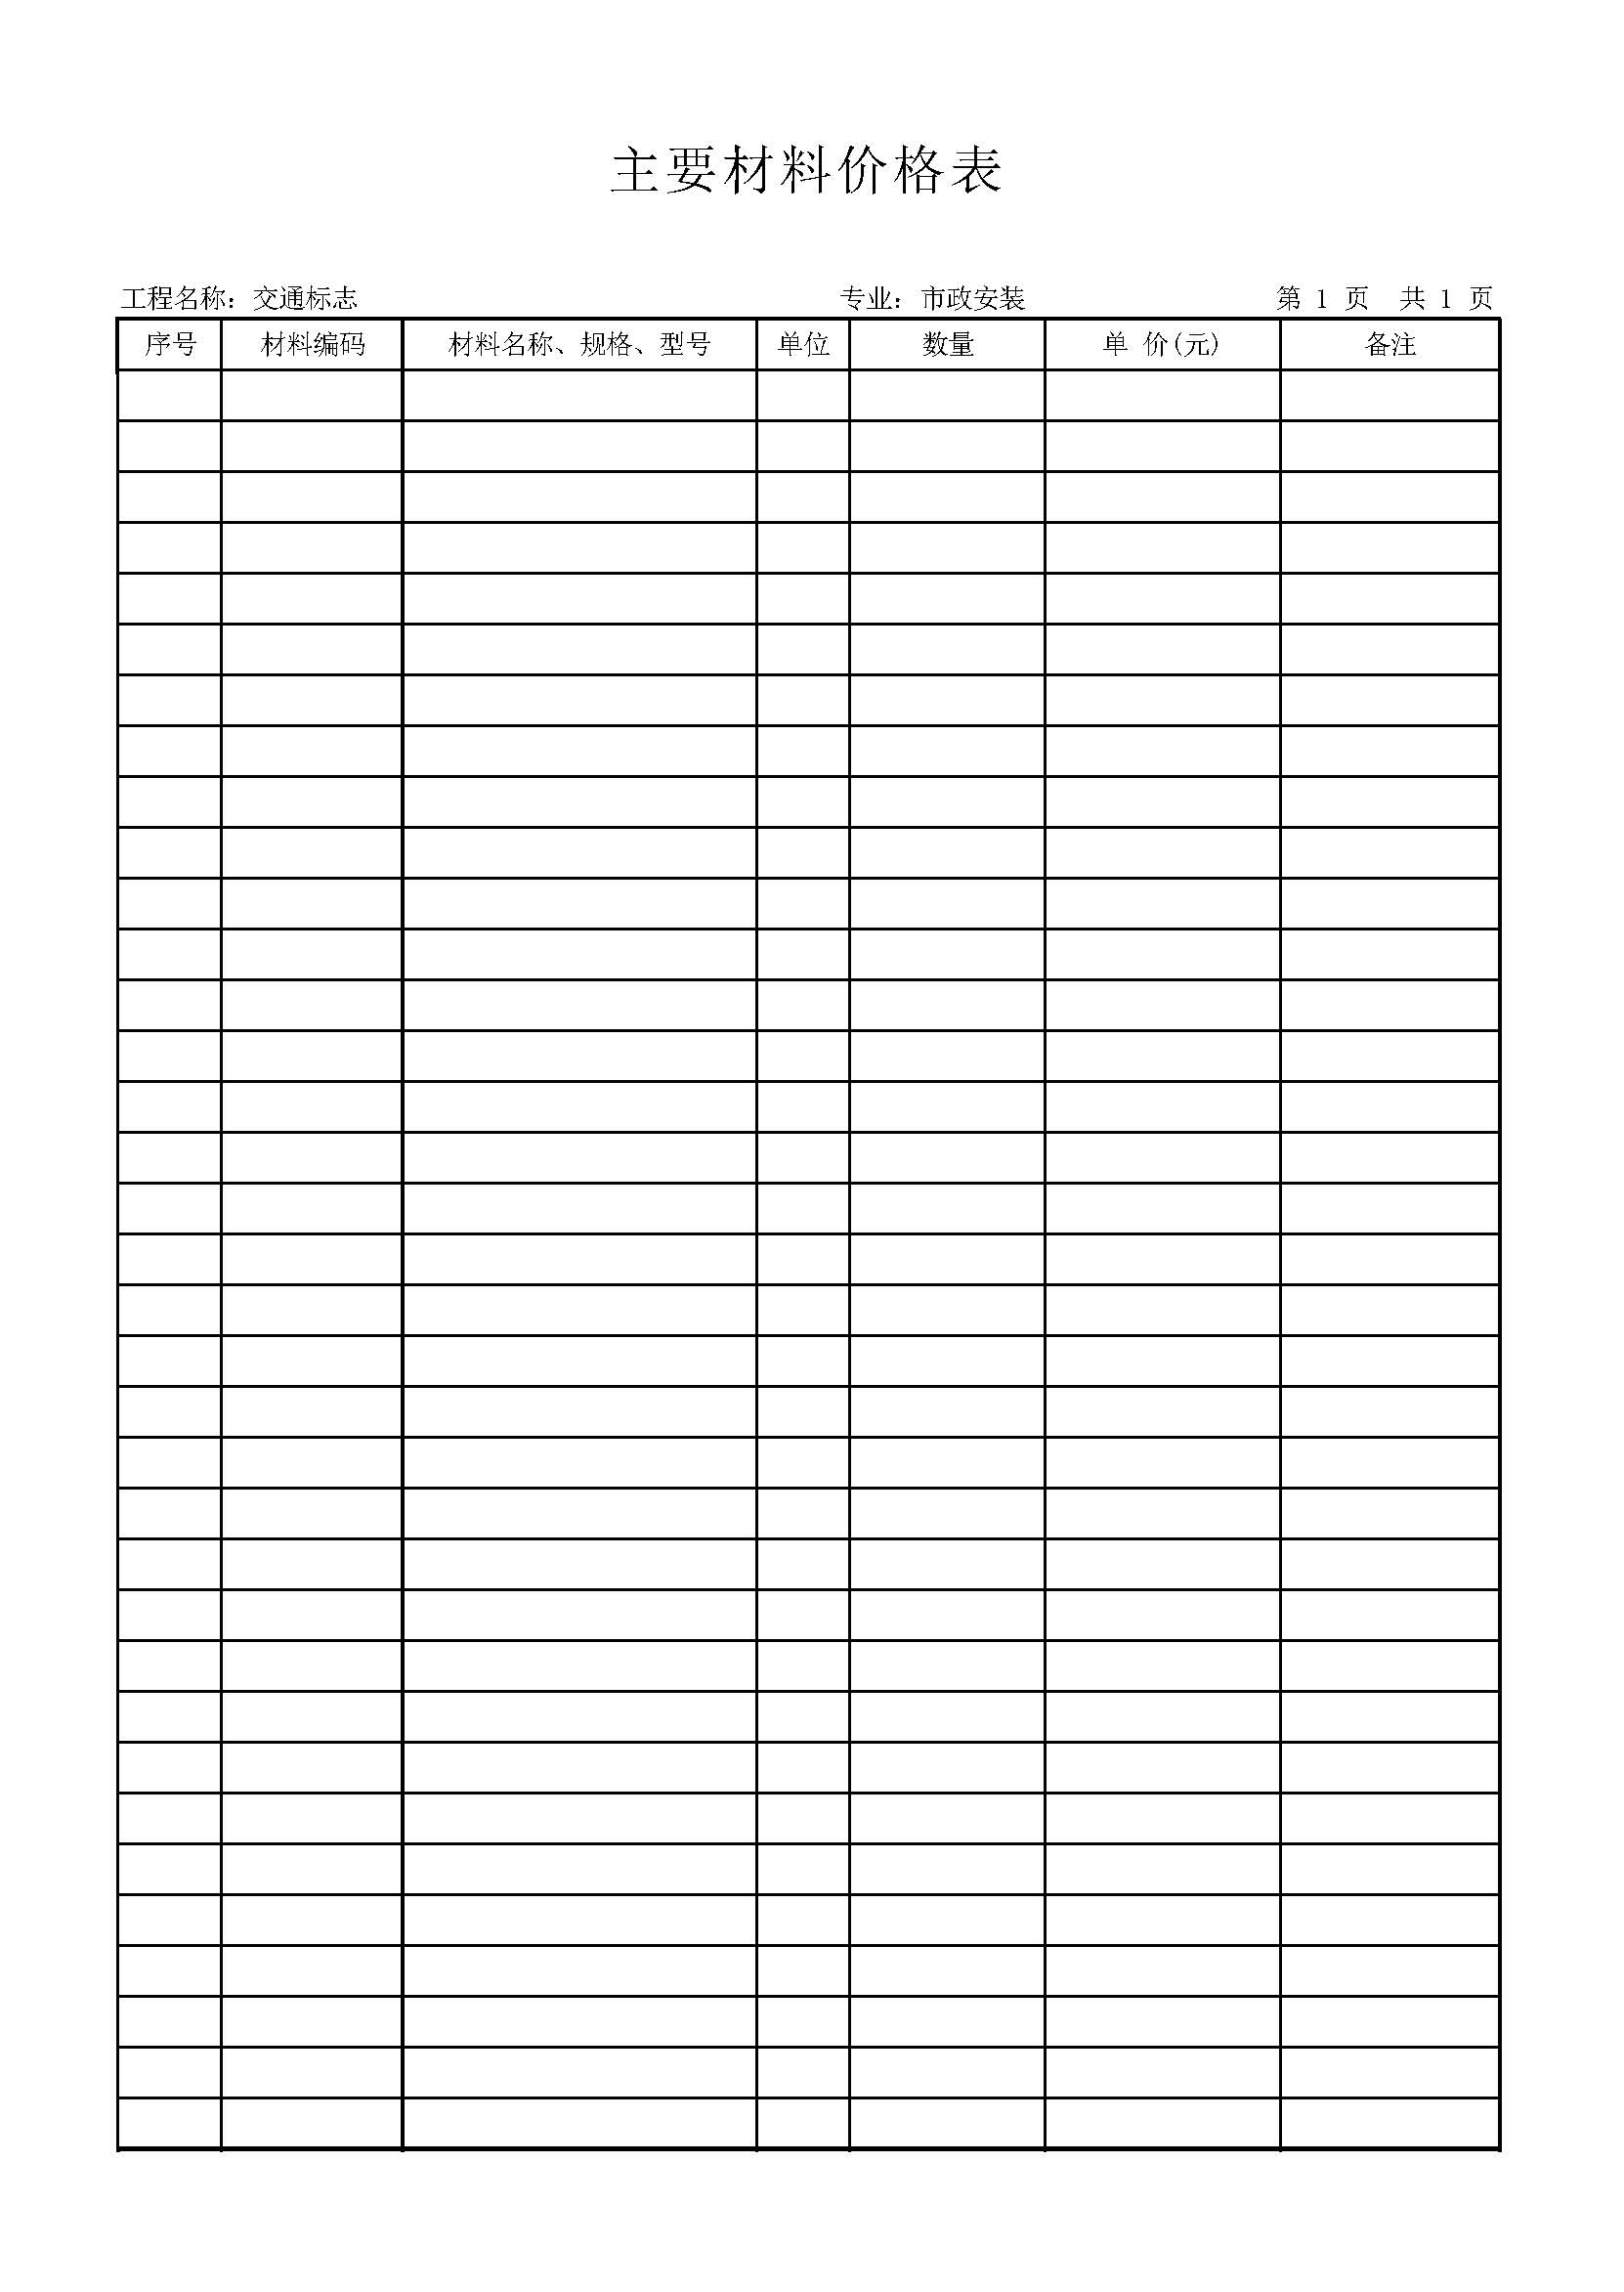 主要材料价格表
工程名称：交通标志 专业：市政安装 第 1 页 共 1 页
序号 材料编码 材料名称、规格、型号 单位 数量 单 价(元) 备注